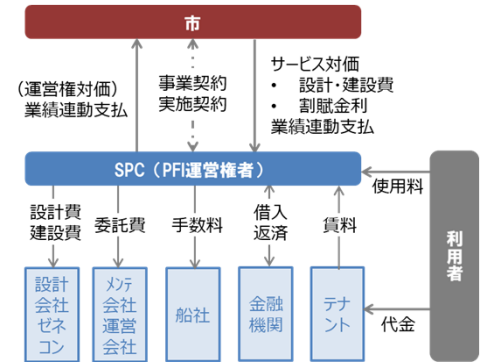 市
（運営権対価）
業績連動支払
事業契約
実施契約
サービス対価
• 設計・建設費
• 割賦金利
業績連動支払
SPC（PFI運営権者）
設計費
建設費
委託費
手数料
借入
返済
賃料
使用料
利用者
設計
会社
ゼネ
コン
ﾒﾝﾃ
会社
運営
会社
船社
金融
機関
テナ
ント
代金